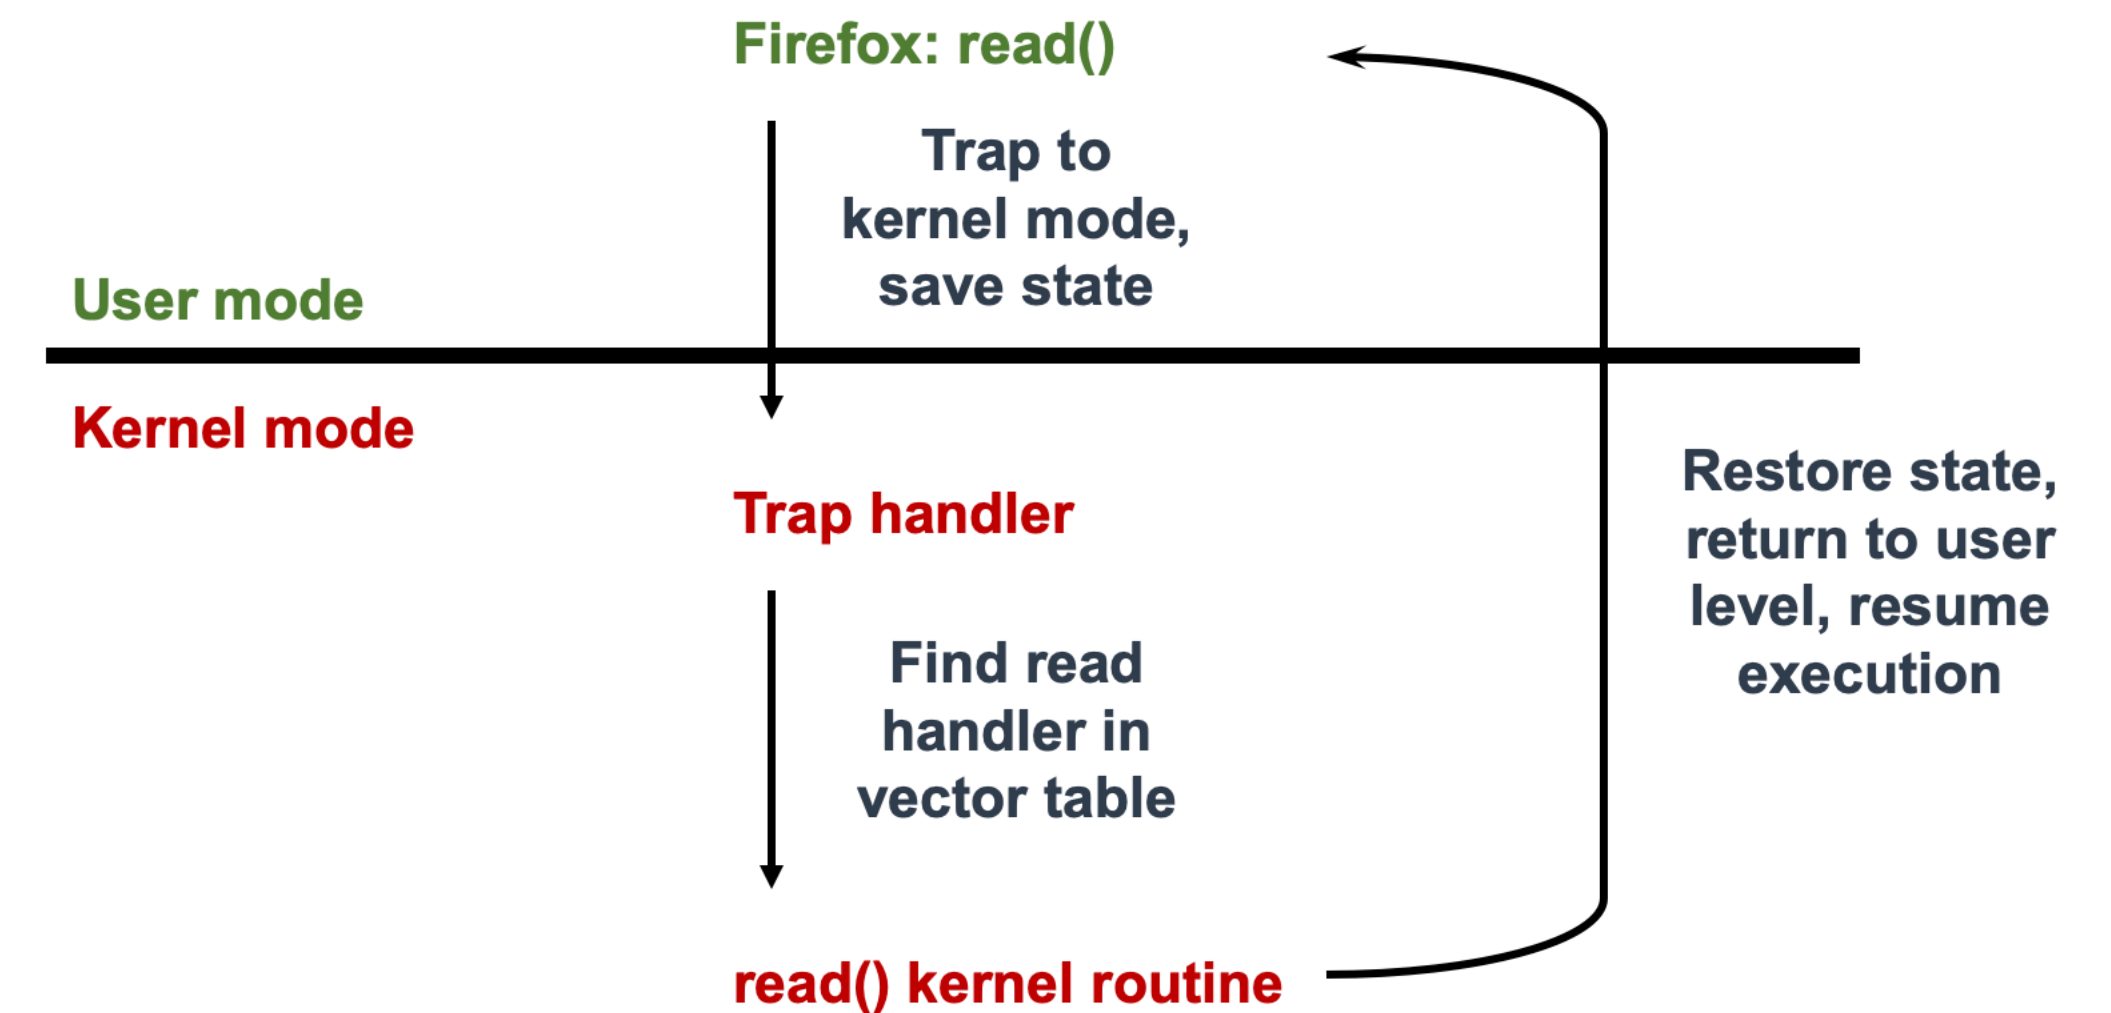 Firefox: read()
Trap to
kernel mode,
save state
User mode
Kernel mode
Trap handler
Find read
handler in
vector table
read() kernel routine
Restore state,
return to user
level, resume
execution